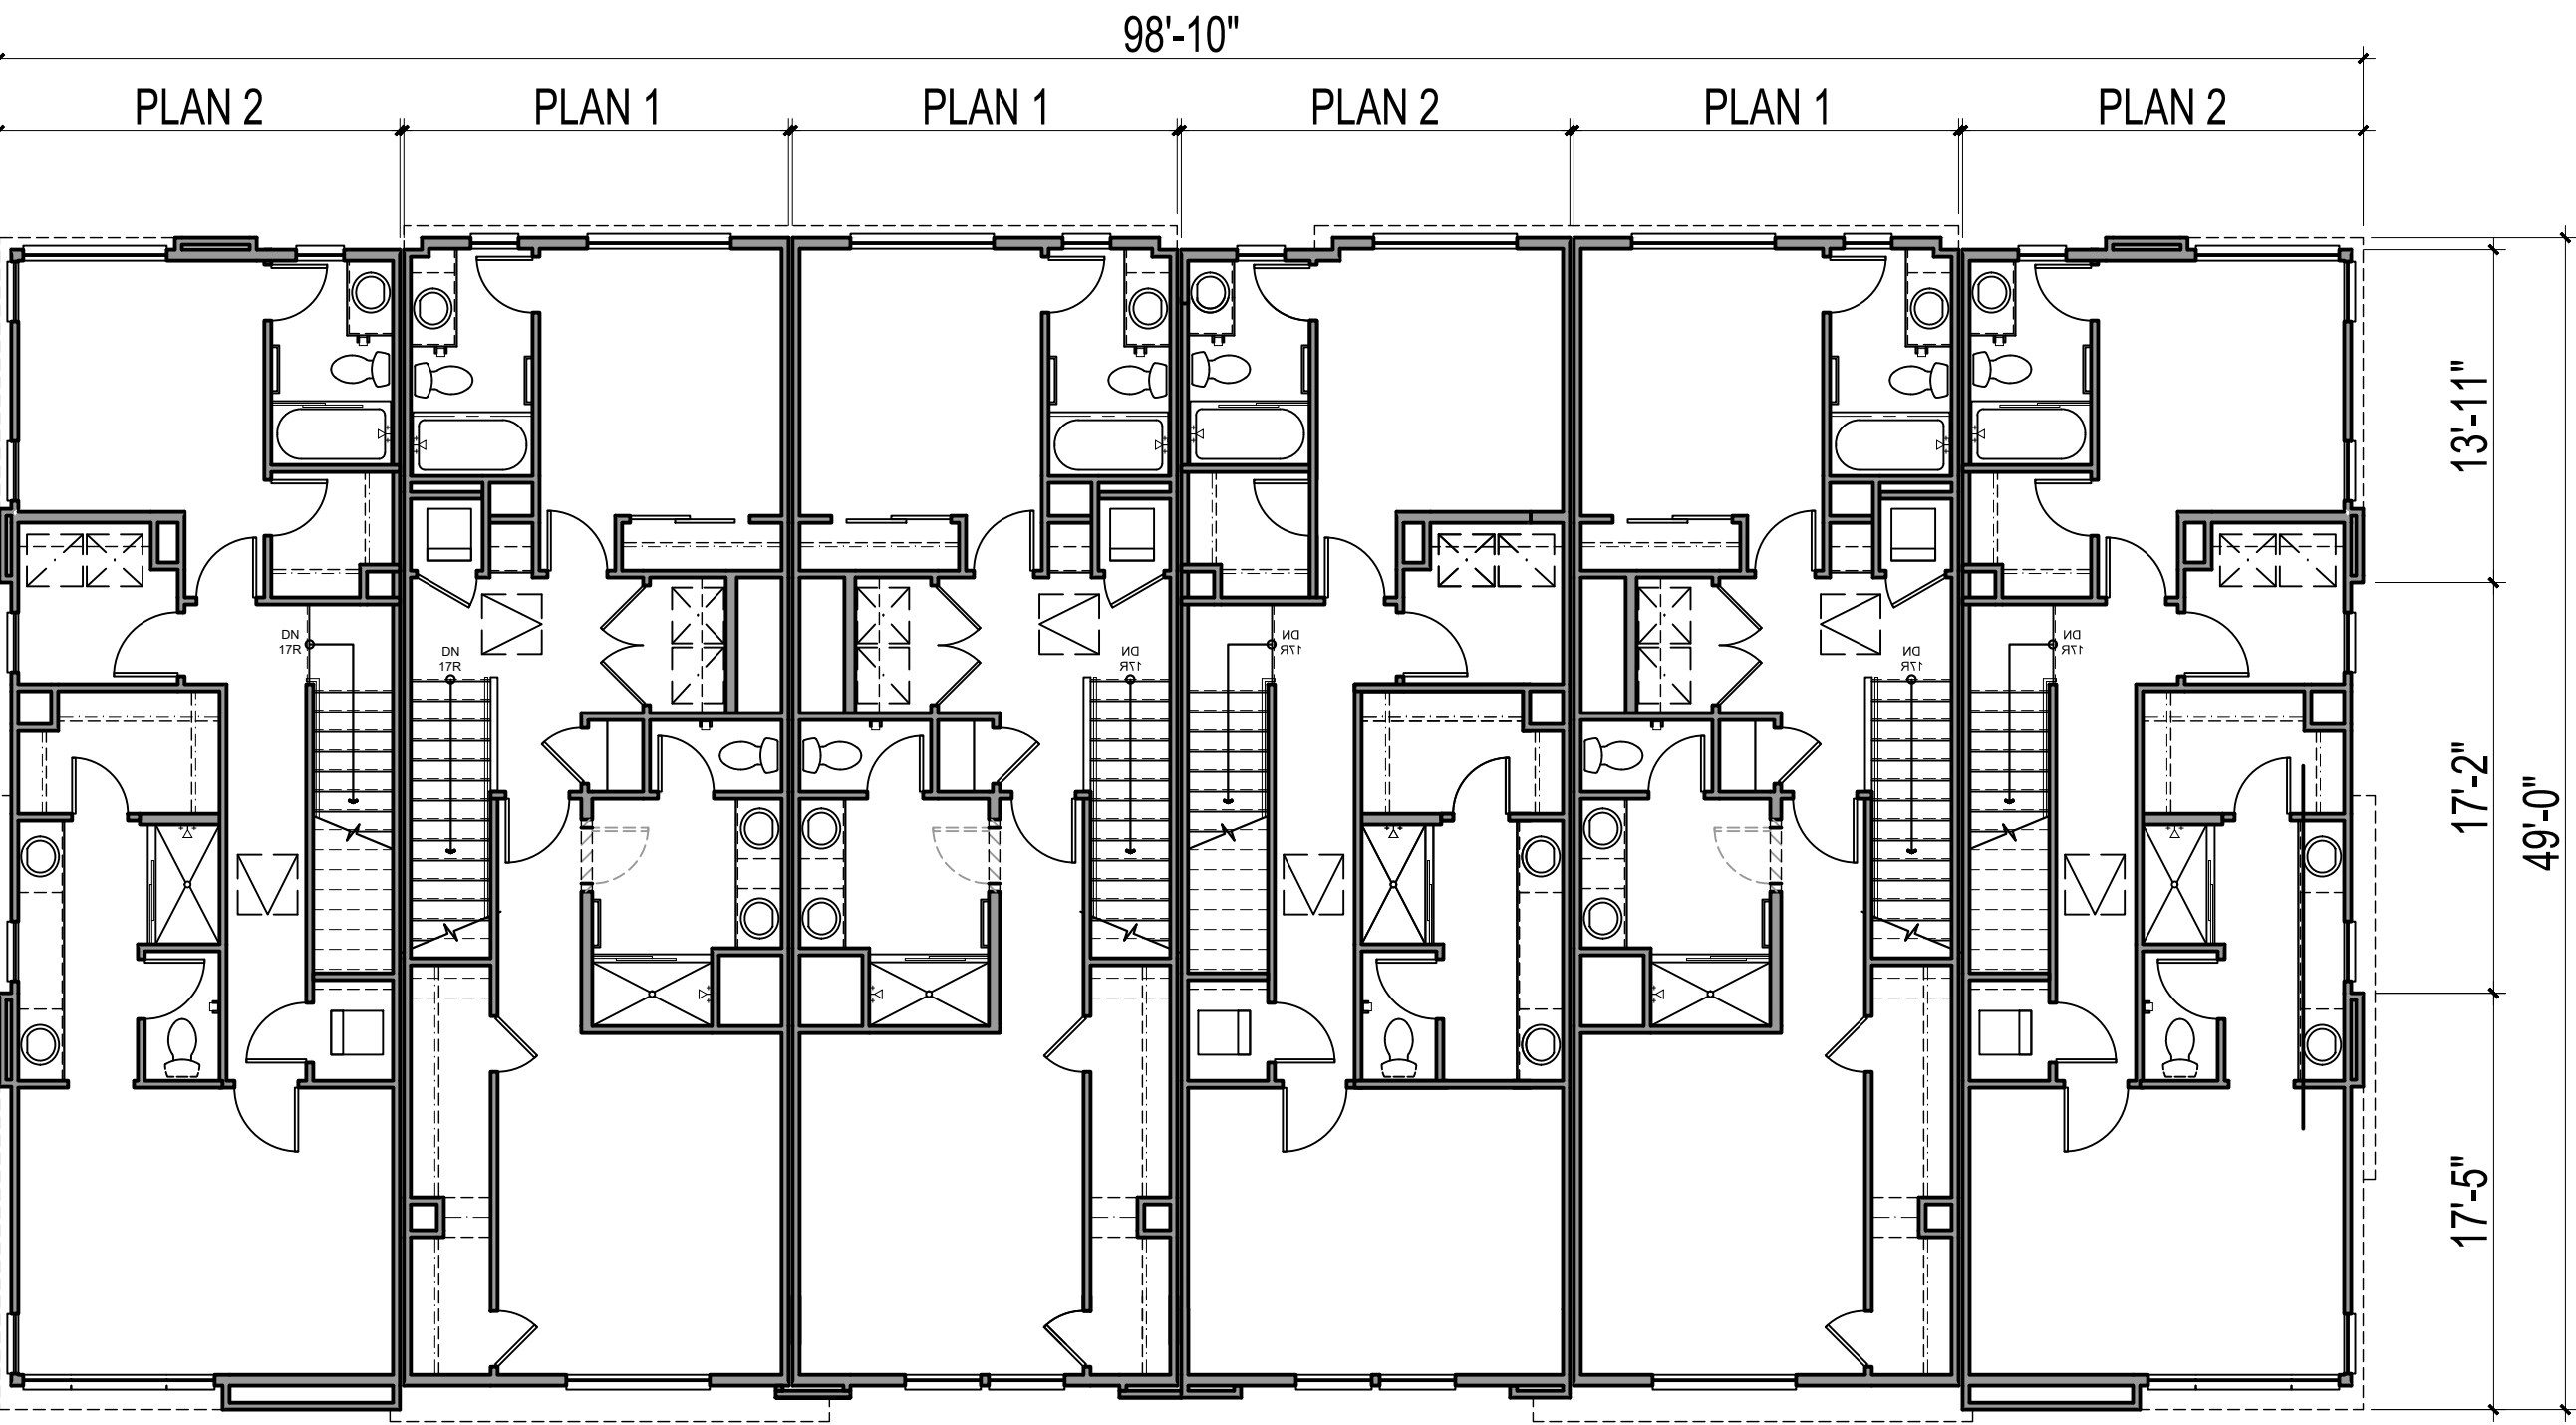 98'-10"
PLAN 2
PLAN 1
PLAN 1
PLAN 2
PLAN 1
PLAN 2
13'-11"
17'-2"
49'-0"
17'-5"
DN
17R
DN
17R
DN
17R
DN
17R
DN
17R
DN
17R